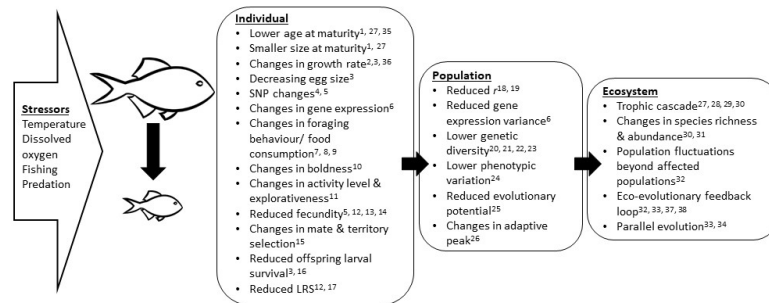 Stressors
Temperature
Dissolved
oxygen
Fishing
Predation
Individual
• Lower age at maturity1, 27, 35
• Smaller size at maturity1, 27
• Changes in growth rate2,3, 36
• Decreasing egg size3
• SNP changes4, 5
• Changes in gene expression6
• Changes in foraging
behaviour/ food
consumption7, 8, 9
• Changes in boldness10
• Changes in activity level &
explorativeness11
• Reduced fecundity5, 12, 13, 14
• Changes in mate & territory
selection15
• Reduced offspring larval
survival3, 16
• Reduced LRS12, 17
Population
• Reduced r18, 19
• Reduced gene
expression variance6
• Lower genetic
diversity20, 21, 22, 23
• Lower phenotypic
variation24
• Reduced evolutionary
potential25
• Changes in adaptive
peak26
Ecosystem
• Trophic cascade27, 28, 29, 30
• Changes in species richness
& abundance30, 31
• Population fluctuations
beyond affected
populations32
• Eco-evolutionary feedback
loop32, 33, 37, 38
• Parallel evolution33, 34